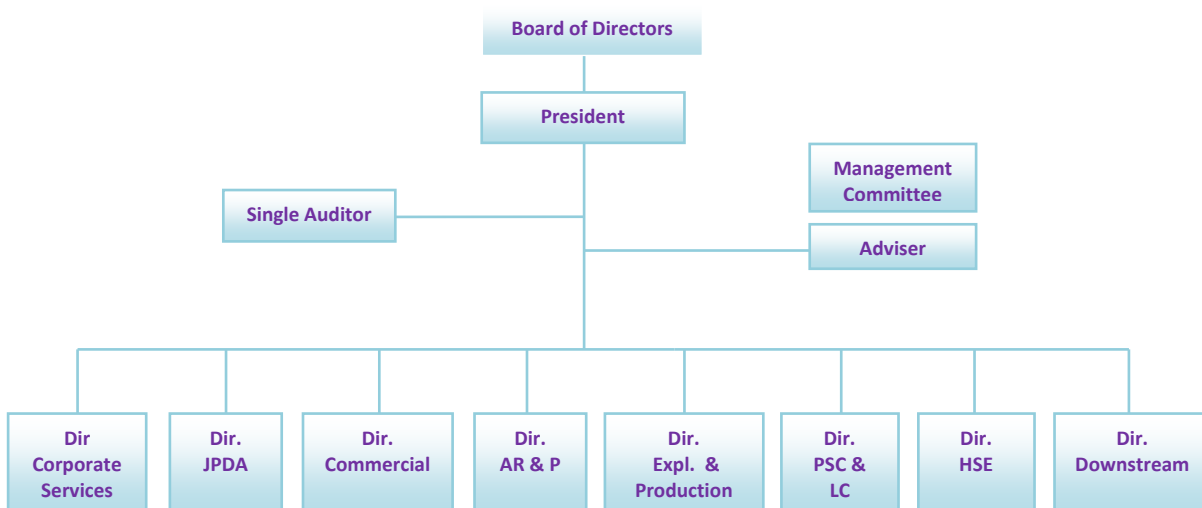 Board of Directors
President
Management
Committee
Single Auditor
Adviser
Dir
Corporate
Services
Dir.
JPDA
Dir.
Commercial
Dir.
AR & P
Dir.
Expl. &
Production
Dir.
PSC &
LC
Dir.
HSE
Dir.
Downstream